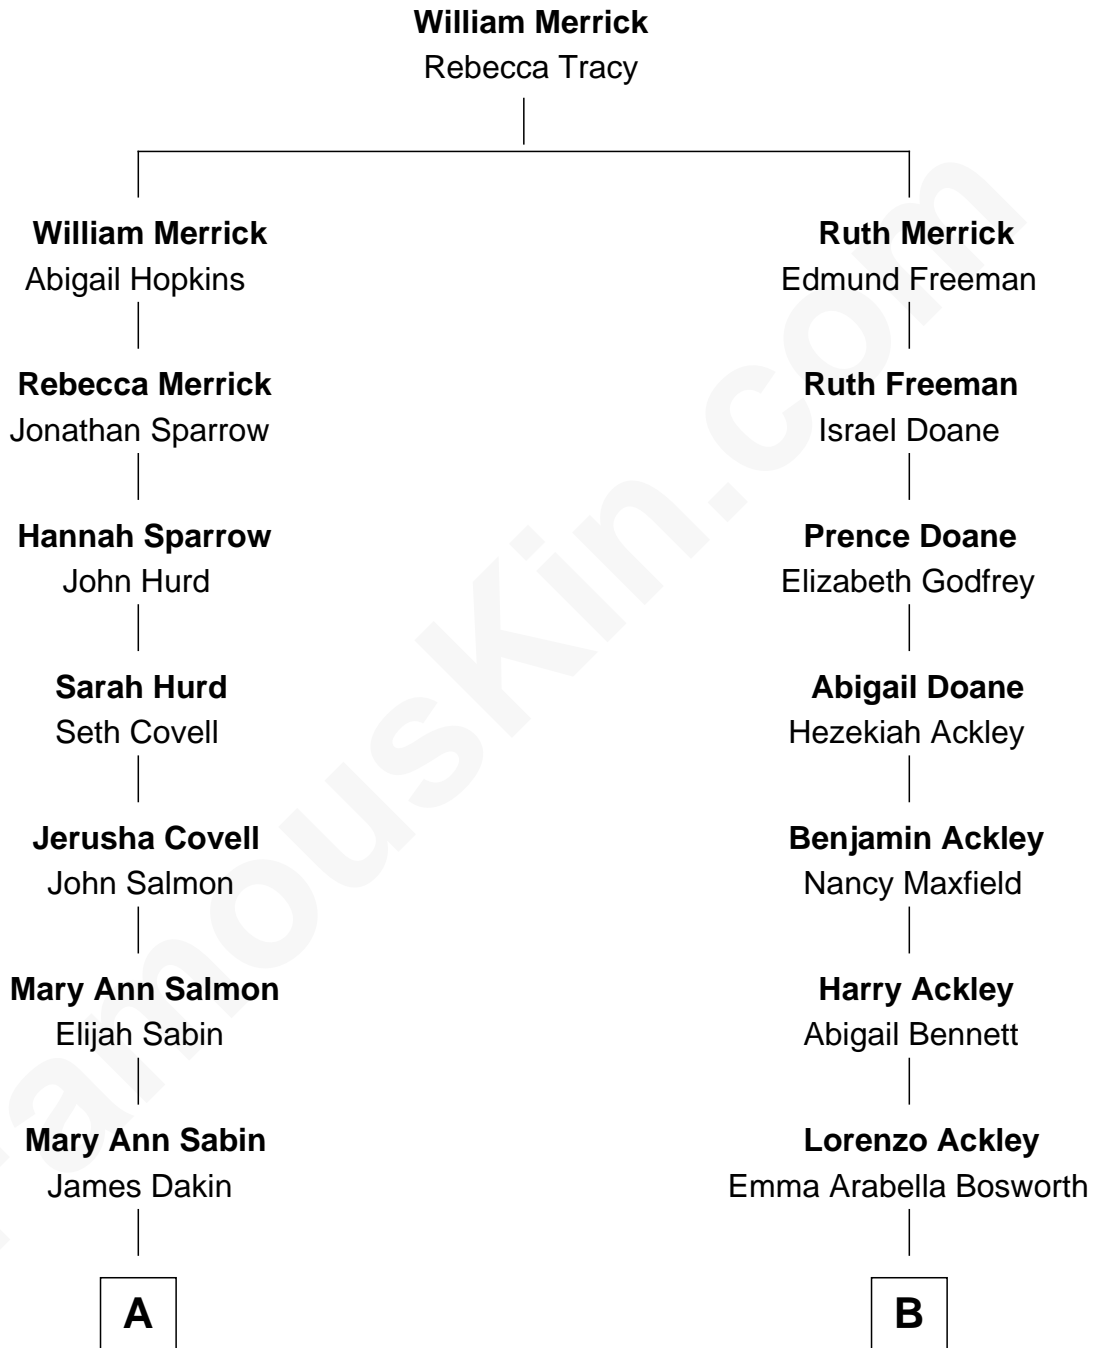 William Merrick
Rebecca Tracy
William Merrick
Abigail Hopkins
Rebecca Merrick
Jonathan Sparrow
Hannah Sparrow
John Hurd
Sarah Hurd
Seth Covell
Jerusha Covell
John Salmon
Mary Ann Salmon
Elijah Sabin
Mary Ann Sabin
James Dakin
A
Ruth Merrick
Edmund Freeman
Ruth Freeman
Israel Doane
Prence Doane
Elizabeth Godfrey
Abigail Doane
Hezekiah Ackley
Benjamin Ackley
Nancy Maxfield
Harry Ackley
Abigail Bennett
Lorenzo Ackley
Emma Arabella Bosworth
B
FamousKin.com